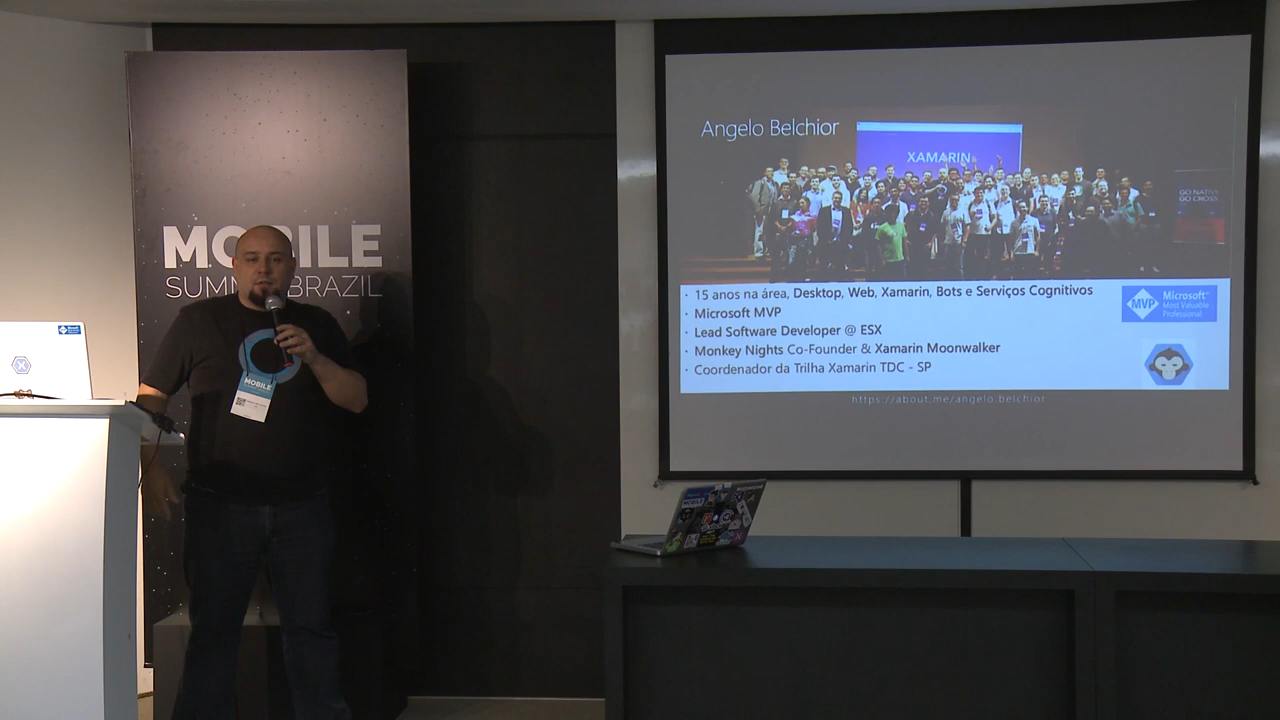 MOBILE
SUMMIT BRAZIL
MOBILE
Angelo Belchior
XAMARIN
GO NATIVE
GO CROSS
· 15 anos na área, Desktop, Web, Xamarin, Bots e Serviços Cognitivos
· Microsoft MVP
· Lead Software Developer @ ESX
· Monkey Nights Co-Founder & Xamarin Moonwalker
· Coordenador da Trilha Xamarin TDC - SP
MVP
Microsoft®
Most Valuable
Professional
https://about.me/angelo.belchior